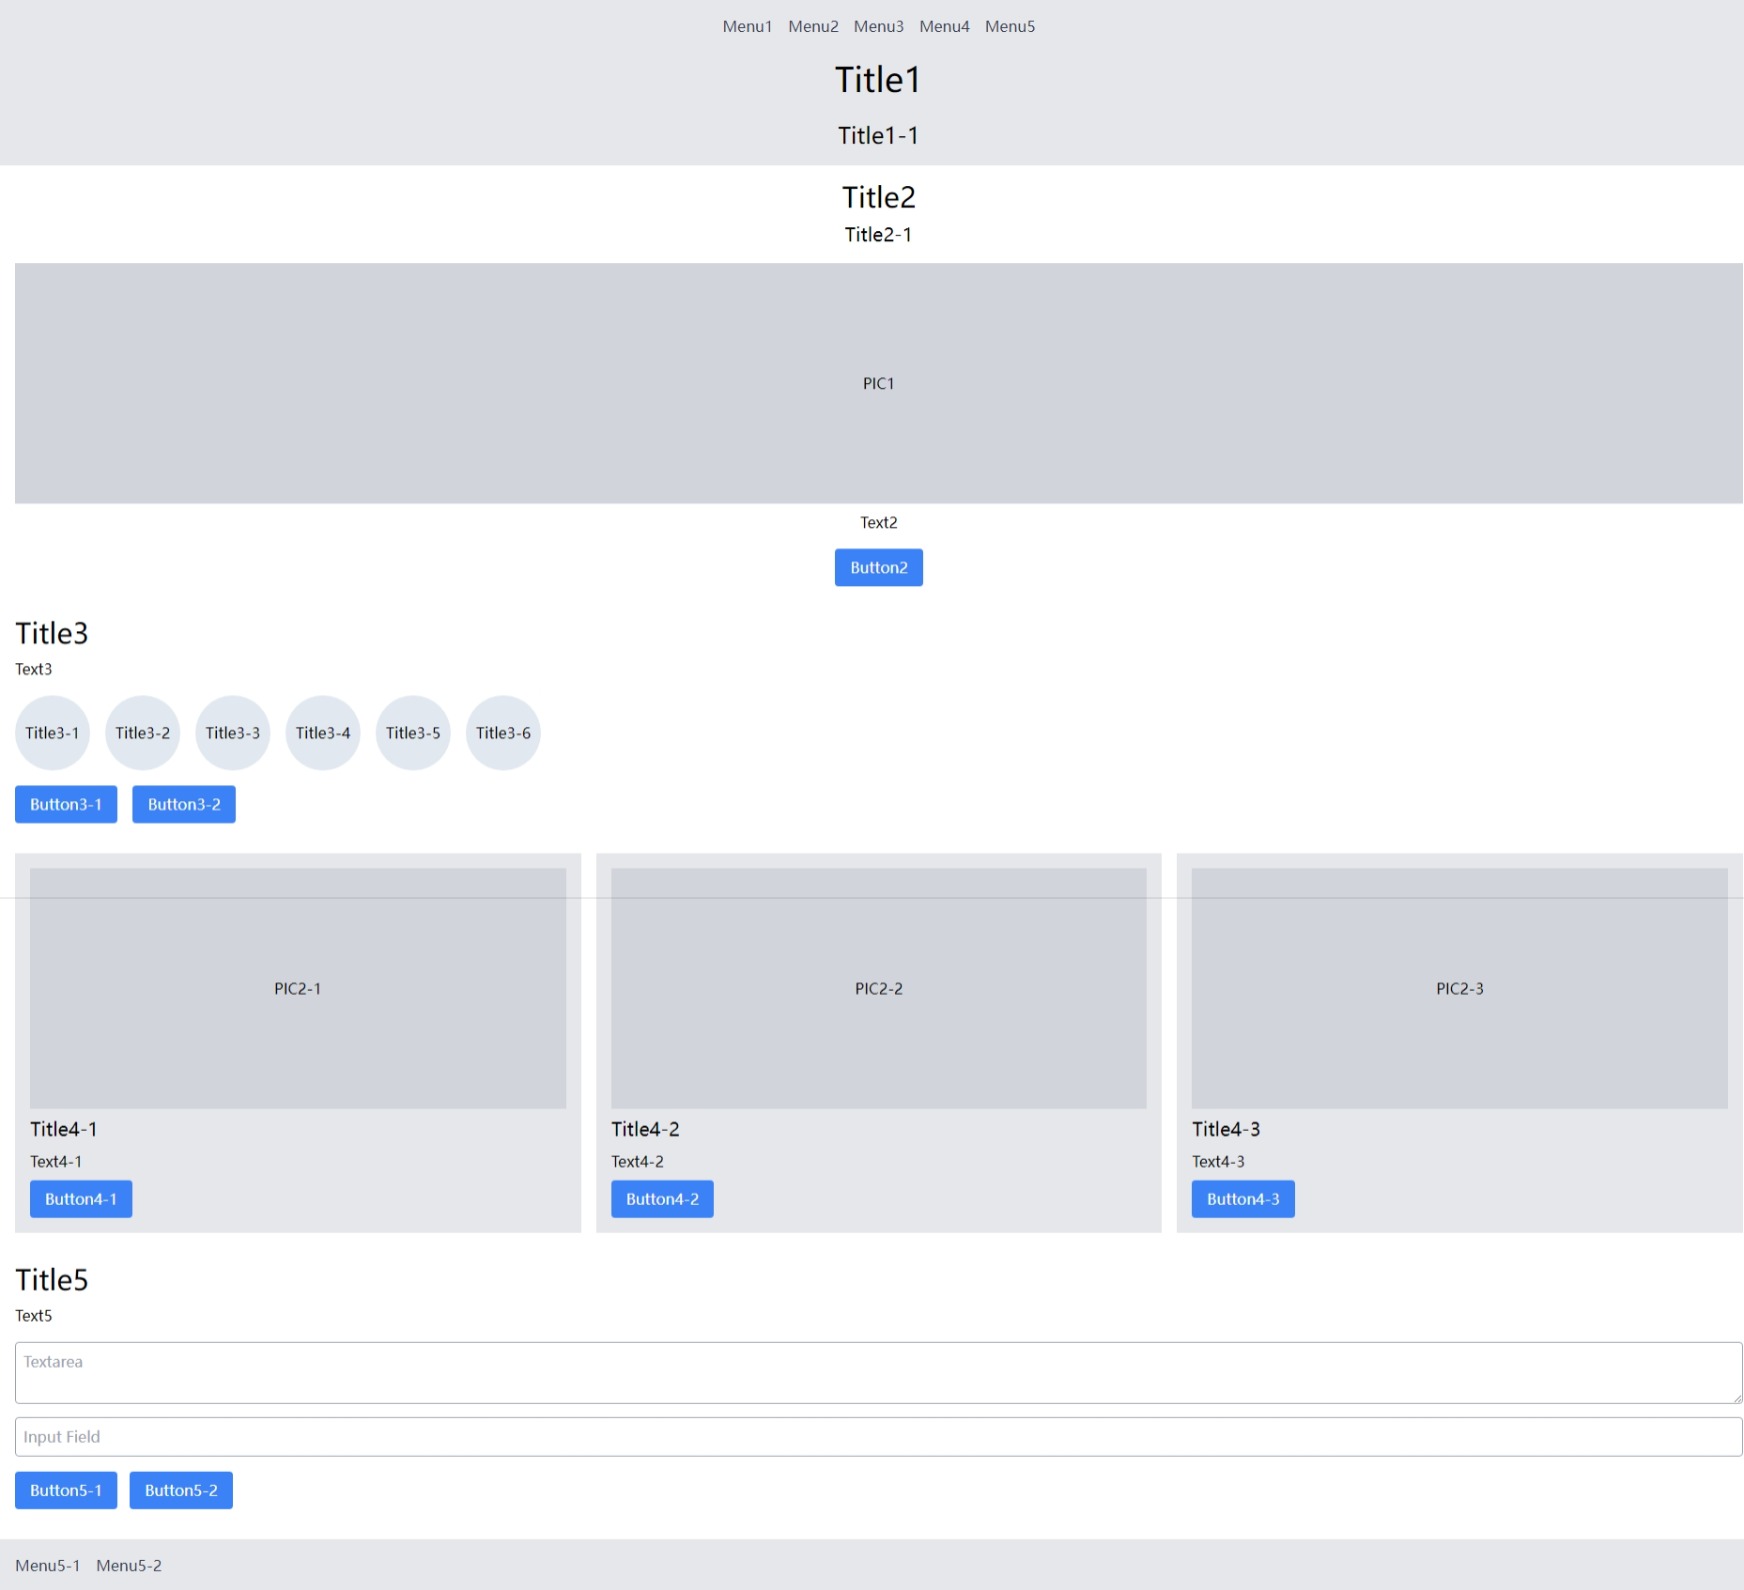 Menu1 Menu2 Menu3 Menu4 Menu5
Title1
Title1-1
Title2
Title2-1
PIC1
Text2
Button2
Title3
Text3
Title3-1 Title3-2 Title3-3 Title3-4 Title3-5 Title3-6
Button3-1 Button3-2
PIC2-1 PIC2-2 PIC2-3
Title4-1 Title4-2 Title4-3
Text4-1 Text4-2 Text4-3
Button4-1 Button4-2 Button4-3
Title5
Text5
Textarea
Input Field
Button5-1 Button5-2
Menu5-1 Menu5-2